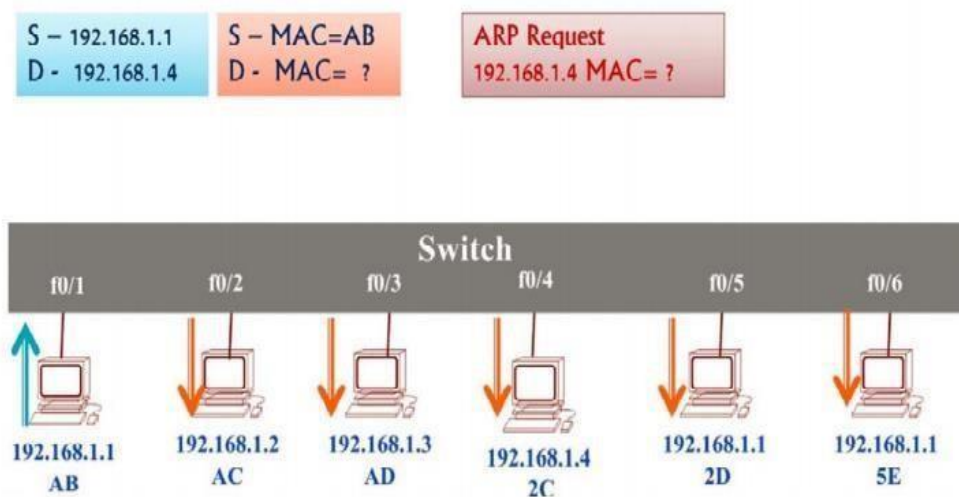 S – 192.168.1.1
D - 192.168.1.4
S – MAC=AB
D - MAC= ?
ARP Request
192.168.1.4 MAC= ?
Switch
f0/1
f0/2
f0/3
f0/4
f0/5
f0/6
192.168.1.1
AB
192.168.1.2
AC
192.168.1.3
AD
192.168.1.4
2C
192.168.1.1
2D
192.168.1.1
5E